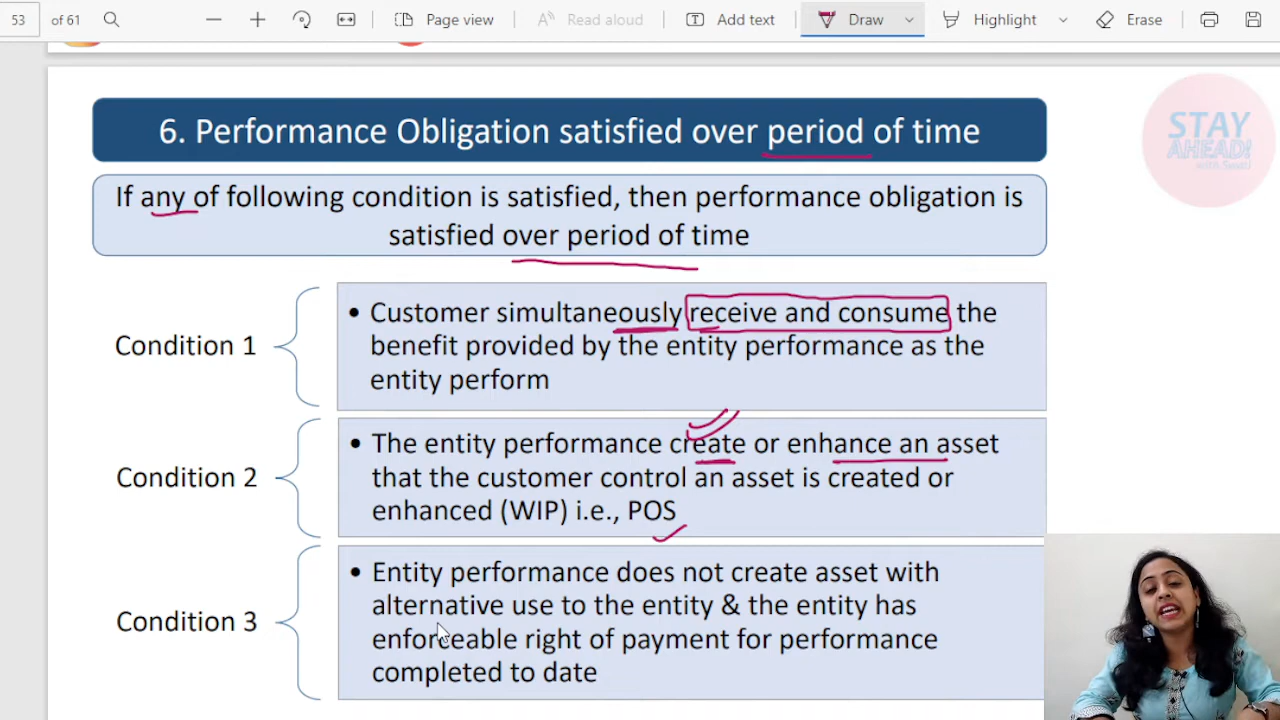 53 of 61 Page view Read aloud Add text Draw Highlight Erase
6. Performance Obligation satisfied over period of time
STAY
AHEAD!
with Swati
If any of following condition is satisfied, then performance obligation is
satisfied over period of time
Condition 1
• Customer simultaneously receive and consume the
benefit provided by the entity performance as the
entity perform
Condition 2
• The entity performance create or enhance an asset
that the customer control an asset is created or
enhanced (WIP) i.e., POS
Condition 3
• Entity performance does not create asset with
alternative use to the entity & the entity has
enforceable right of payment for performance
completed to date